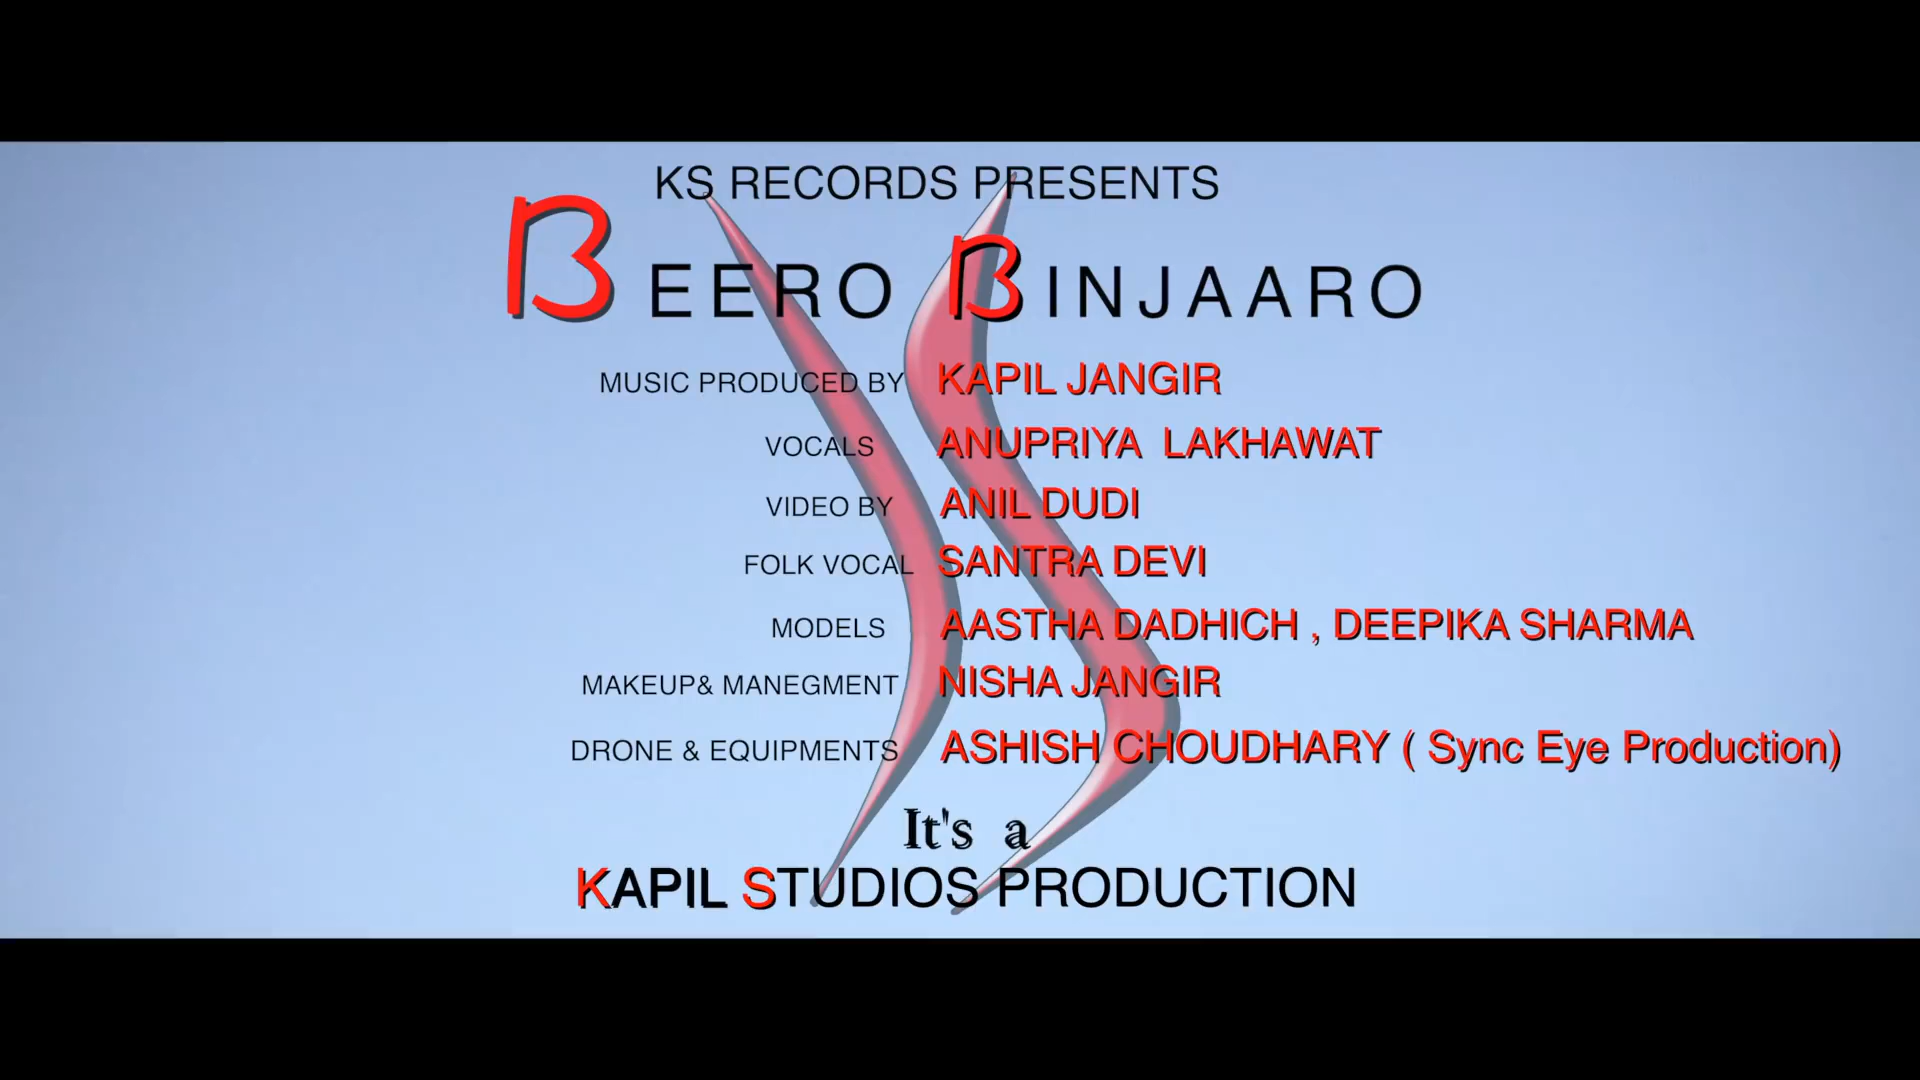 KS RECORDS PRESENTS
BEERO BINJAARO
MUSIC PRODUCED BY KAPIL JANGIR
VOCALS ANUPRIYA LAKHAWAT
VIDEO BY ANIL DUDI
FOLK VOCAL SANTRA DEVI
MODELS AASTHA DADHICH , DEEPIKA SHARMA
MAKEUP& MANEGMENT NISHA JANGIR
DRONE & EQUIPMENTS ASHISH CHOUDHARY ( Sync Eye Production)
It's a
KAPIL STUDIOS PRODUCTION